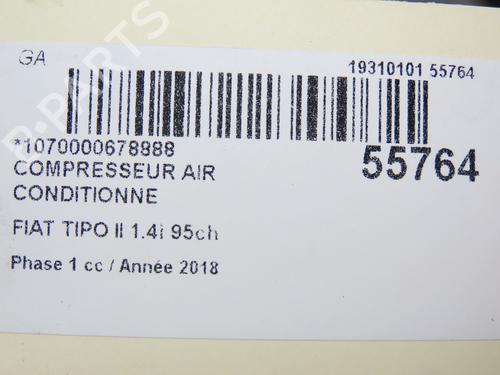 GA
19310101 55764
*1070000678888
55764
COMPRESSEUR AIR
CONDITIONNE
FIAT TIPO II 1.4i 95ch
Phase 1 cc / Année 2018
B-PARTS